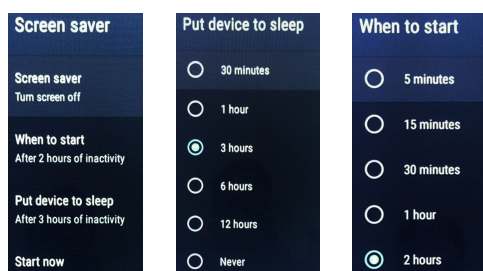 Screen saver
Screen saver
Turn screen off
When to start
After 2 hours of inactivity
Put device to sleep
After 3 hours of inactivity
Start now
Put device to sleep
30 minutes
1 hour
3 hours
6 hours
12 hours
Never
When to start
5 minutes
15 minutes
30 minutes
1 hour
2 hours